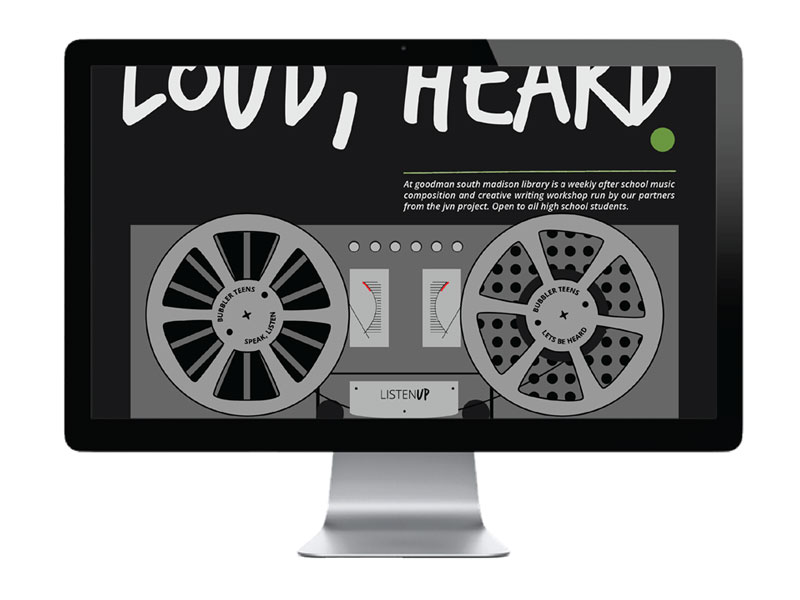 LOUD, HEARD.
At goodman south madison library is a weekly after school music
composition and creative writing workshop run by our partners
from the jvn project. Open to all high school students.
BUBBLER TEENS
SPEAK, LISTEN
BUBBLER TEENS
LETS BE HEARD
LISTENUP